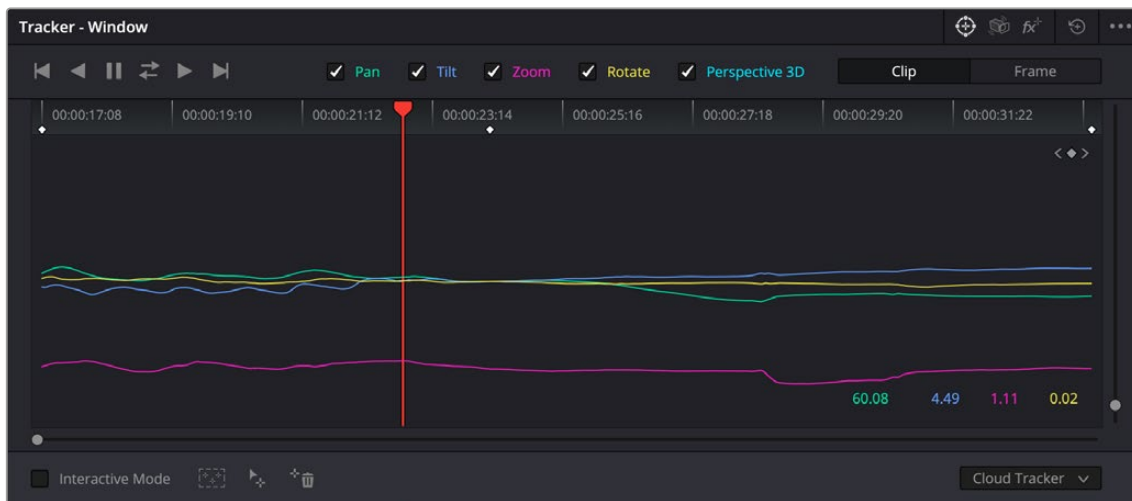 Tracker - Window
fx
Pan Tilt Zoom Rotate Perspective 3D Clip Frame
00:00:17:08 00:00:19:10 00:00:21:12 00:00:23:14 00:00:25:16 00:00:27:18 00:00:29:20 00:00:31:22
60.08 4.49 1.11 0.02
Interactive Mode Cloud Tracker